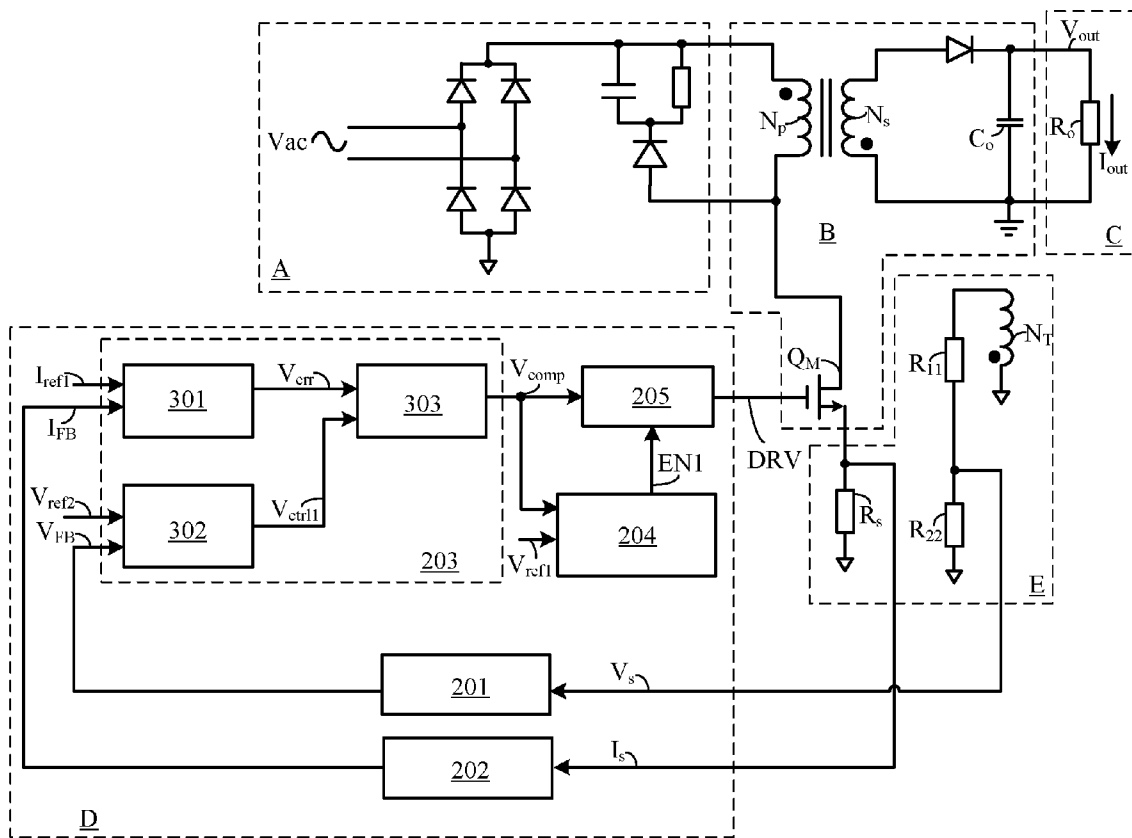 Vac
A
N_p
N_s
C_o
V_out
R_o
I_out
B
C
N_T
R_11
R_22
Q_M
R_s
E
I_ref1
I_FB
301
V_err
303
V_comp
205
DRV
EN1
V_ref2
V_FB
302
V_ctrl1
203
V_ref1
204
201
V_s
202
I_s
D